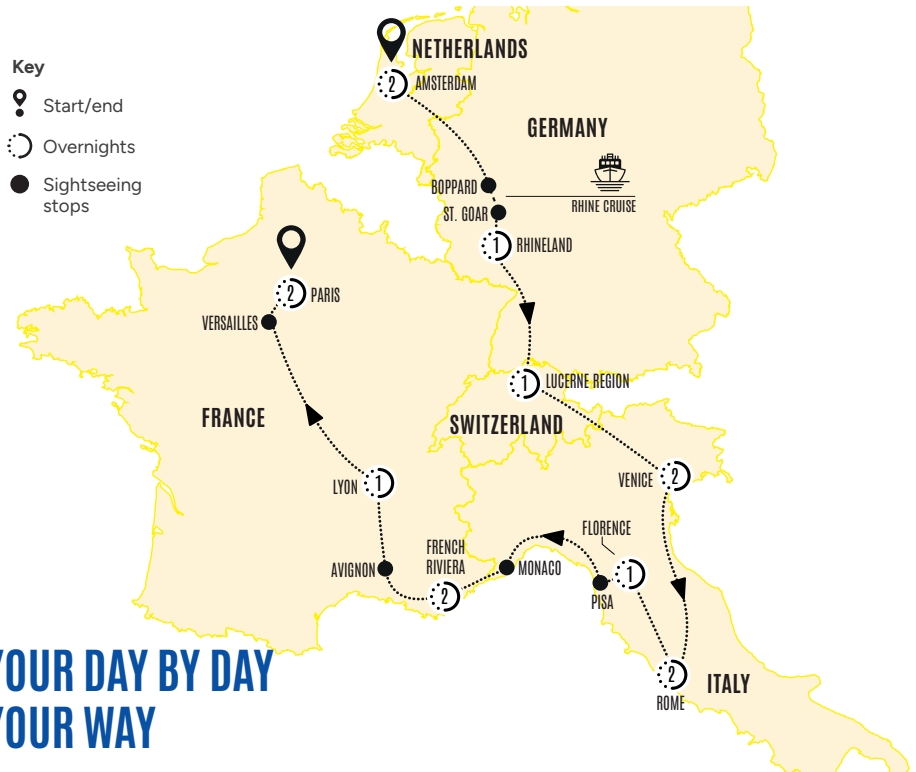 Key
Start/end
Overnights
Sightseeing
stops
NETHERLANDS
2
AMSTERDAM
GERMANY
BOPPARD
ST. GOAR
RHINE CRUISE
1
RHINELAND
2
PARIS
VERSAILLES
1
LUCERNE REGION
FRANCE
SWITZERLAND
LYON
1
VENICE
2
FLORENCE
FRENCH
RIVIERA
2
AVIGNON
MONACO
1
PISA
2
ROME
ITALY
YOUR DAY BY DAY
YOUR WAY